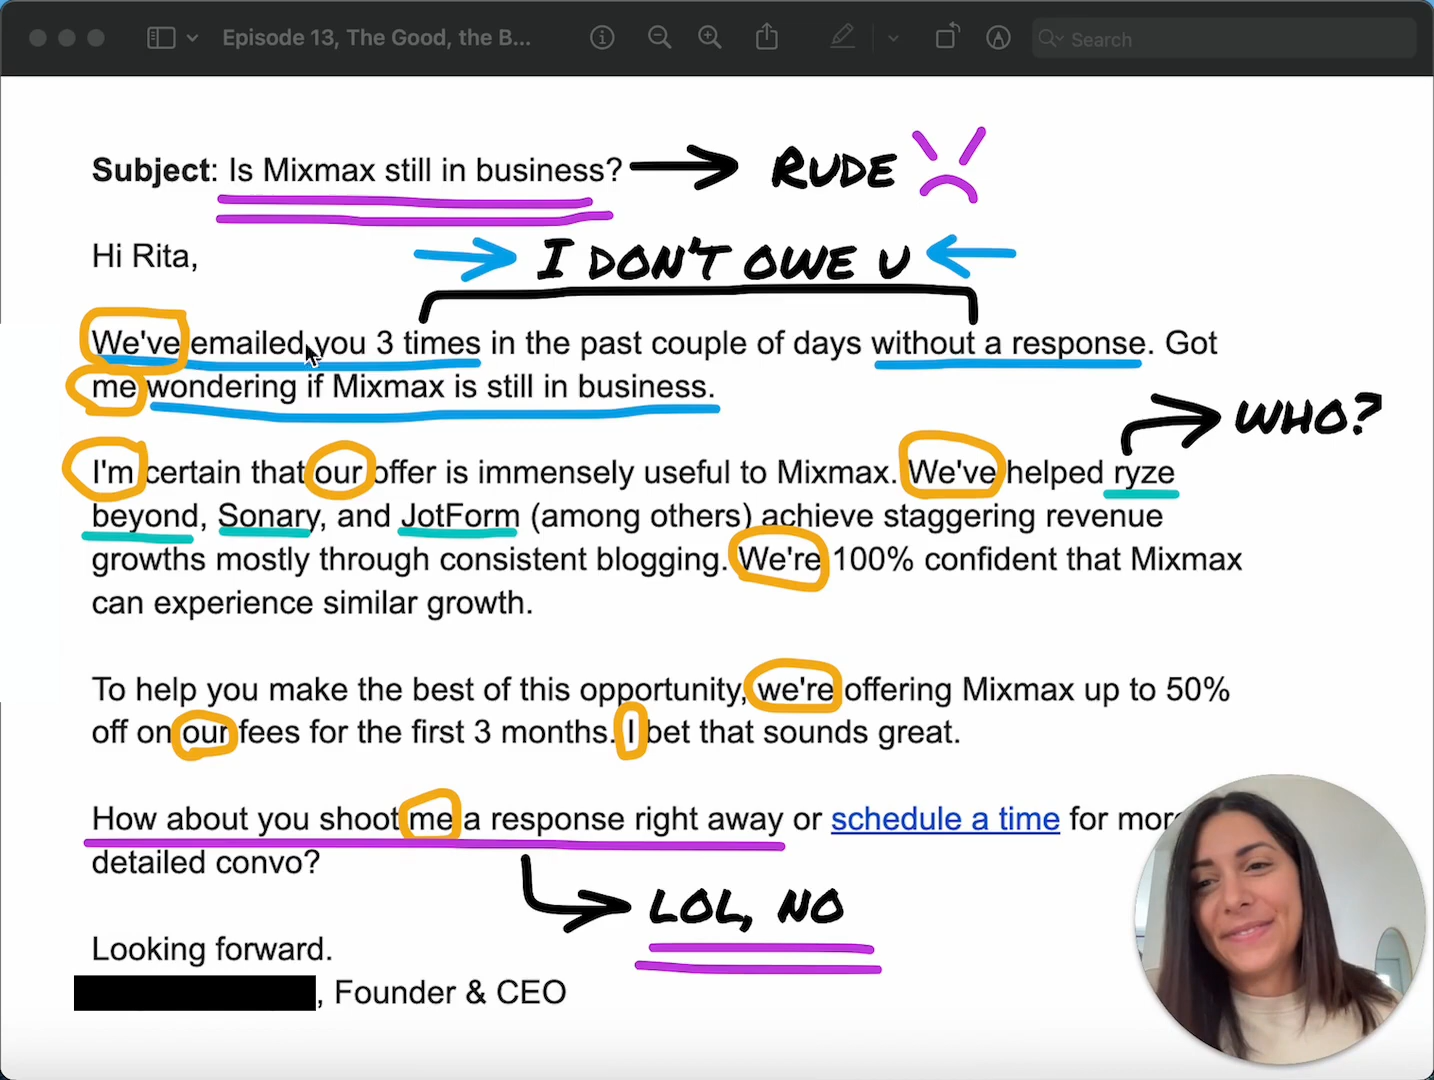 Episode 13, The Good, the B...
Search
Subject: Is Mixmax still in business?
RUDE
Hi Rita,
I DON'T OWE U
We've emailed you 3 times in the past couple of days without a response. Got
me wondering if Mixmax is still in business.
WHO?
I'm certain that our offer is immensely useful to Mixmax. We've helped ryze
beyond, Sonary, and JotForm (among others) achieve staggering revenue
growths mostly through consistent blogging. We're 100% confident that Mixmax
can experience similar growth.
To help you make the best of this opportunity, we're offering Mixmax up to 50%
off on our fees for the first 3 months. I bet that sounds great.
How about you shoot me a response right away or schedule a time for more
detailed convo?
LOL, NO
Looking forward.
, Founder & CEO